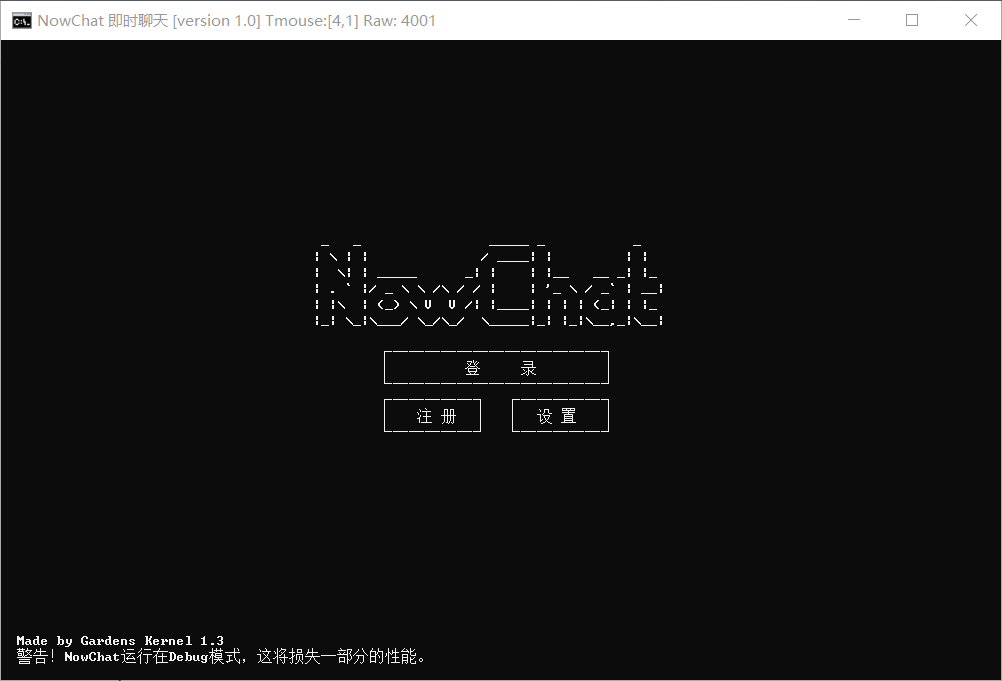 NowChat 即时聊天 [version 1.0] Tmouse:[4,1] Raw: 4001
NowChat
登 录
注 册 设 置
Made by Gardens Kernel 1.3
警告！NowChat运行在Debug模式，这将损失一部分的性能。